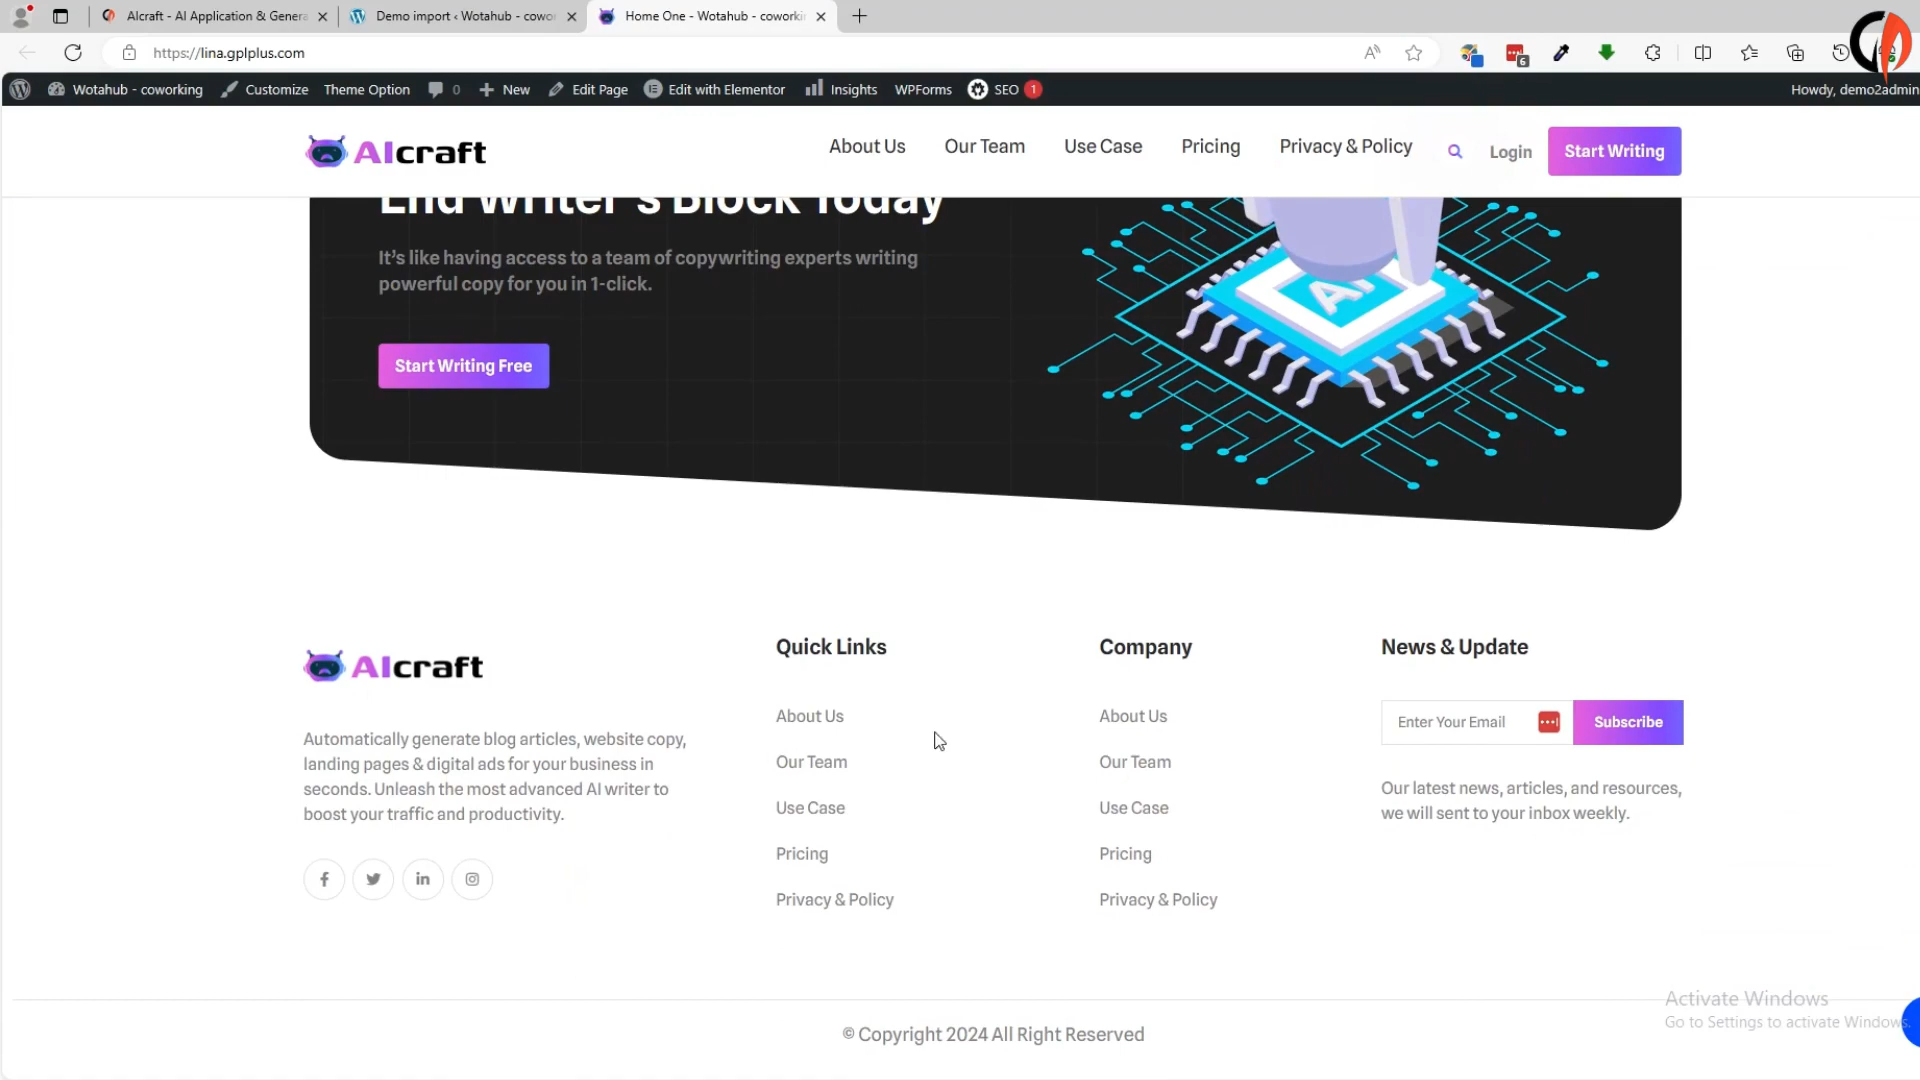 AIcraft - AI Application & Genera
Demo import ‹ Wotahub - cowo
Home One - Wotahub - coworki
https://lina.gplplus.com
6
Wotahub - coworking
Customize
Theme Option
0
New
Edit Page
Edit with Elementor
Insights
WPForms
SEO 1
Howdy, demo2admin
AIcraft
About Us
Our Team
Use Case
Pricing
Privacy & Policy
Login
Start Writing
End Writer's Block Today
It's like having access to a team of copywriting experts writing
powerful copy for you in 1-click.
Start Writing Free
AI
AIcraft
Automatically generate blog articles, website copy,
landing pages & digital ads for your business in
seconds. Unleash the most advanced AI writer to
boost your traffic and productivity.
Quick Links
About Us
Our Team
Use Case
Pricing
Privacy & Policy
Company
About Us
Our Team
Use Case
Pricing
Privacy & Policy
News & Update
Enter Your Email
Subscribe
Our latest news, articles, and resources,
we will sent to your inbox weekly.
Activate Windows
Go to Settings to activate Windows.
© Copyright 2024 All Right Reserved